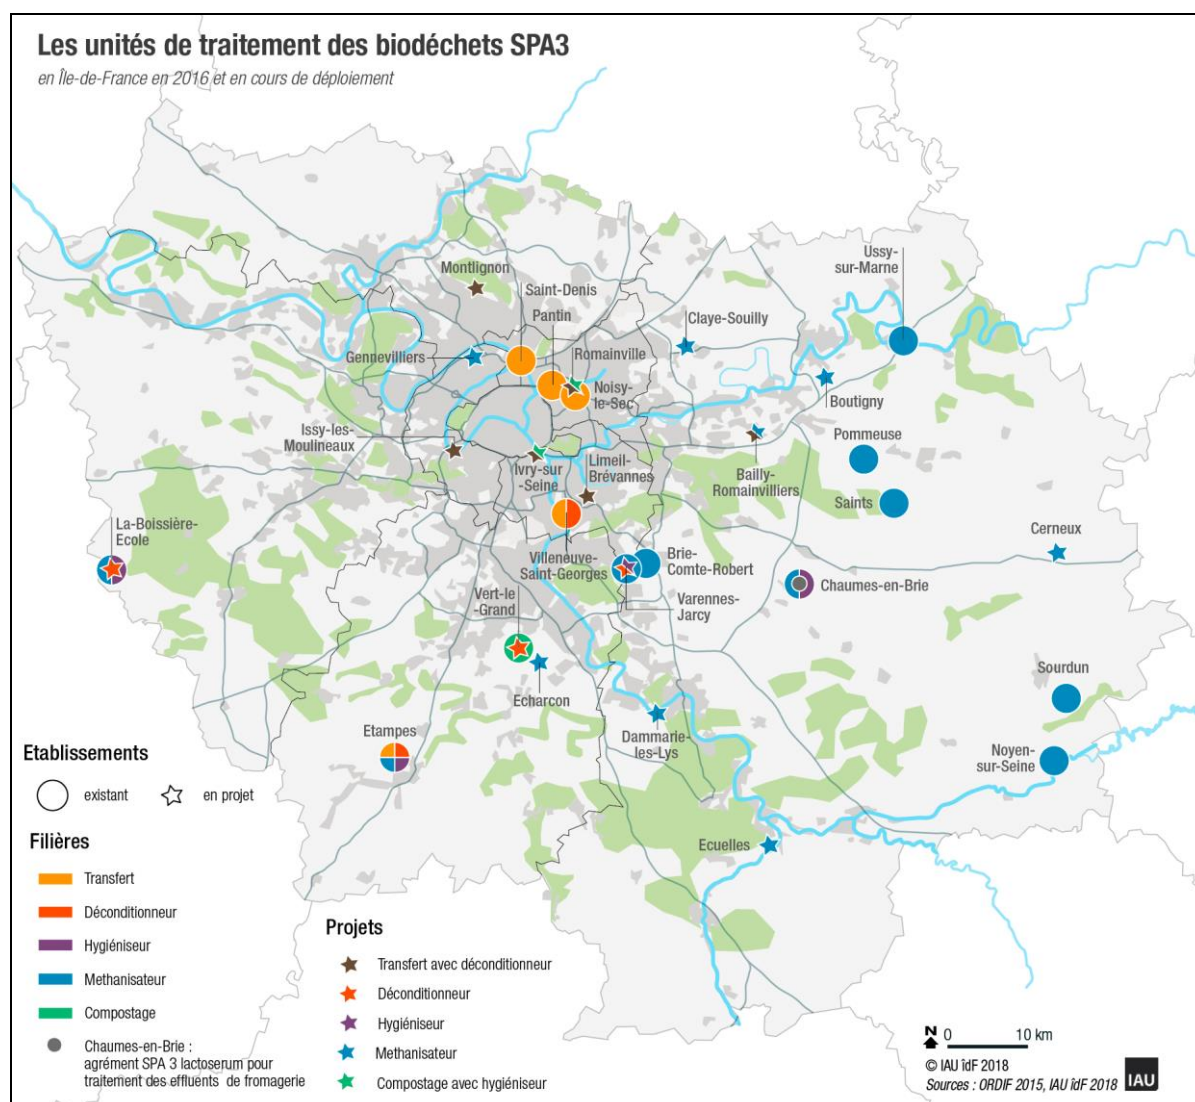 Les unités de traitement des biodéchets SPA3
en Île-de-France en 2016 et en cours de déploiement
Ussy-
sur-Marne
Montlignon
Saint-Denis
Pantin
Claye-Souilly
Gennevilliers
Romainville
Noisy-
le-Sec
Boutigny
Issy-les-
Moulineaux
Ivry-sur
-Seine
Limeil-
Brévannes
Pommeuse
Bailly-
Romainvilliers
Saints
La-Boissière-
Ecole
Cerneux
Villeneuve-
Saint-Georges
Brie-
Comte-Robert
Chaumes-en-Brie
Vert-le
-Grand
Varennes-
Jarcy
Echarcon
Sourdun
Etampes
Dammarie-
les-Lys
Noyen-
sur-Seine
Ecuelles
Etablissements
existant
en projet
Filières
Transfert
Déconditionneur
Hygiéniseur
Methanisateur
Compostage
Chaumes-en-Brie :
agrément SPA 3 lactoserum pour
traitement des effluents de fromagerie
Projets
Transfert avec déconditionneur
Déconditionneur
Hygiéniseur
Methanisateur
Compostage avec hygiéniseur
N 0 10 km
© IAU îdF 2018
Sources : ORDIF 2015, IAU îdF 2018
IAU